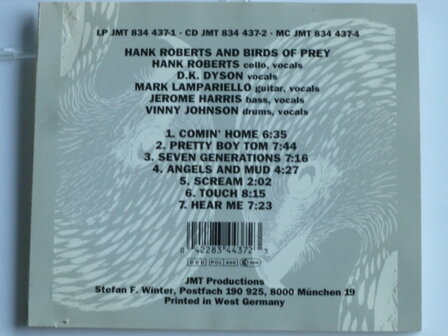 LP JMT 834 437-1 · CD JMT 834 437-2 · MC JMT 834 437-4
HANK ROBERTS AND BIRDS OF PREY
HANK ROBERTS cello, vocals
D.K. DYSON vocals
MARK LAMPARIELLO guitar, vocals
JEROME HARRIS bass, vocals
VINNY JOHNSON drums, vocals
1. COMIN' HOME 6:35
2. PRETTY BOY TOM 7:44
3. SEVEN GENERATIONS 7:16
4. ANGELS AND MUD 4:27
5. SCREAM 2:02
6. TOUCH 8:15
7. HEAR ME 7:23
0 42283 44372 3
JMT Productions
Stefan F. Winter, Postfach 190 925, 8000 München 19
Printed in West Germany